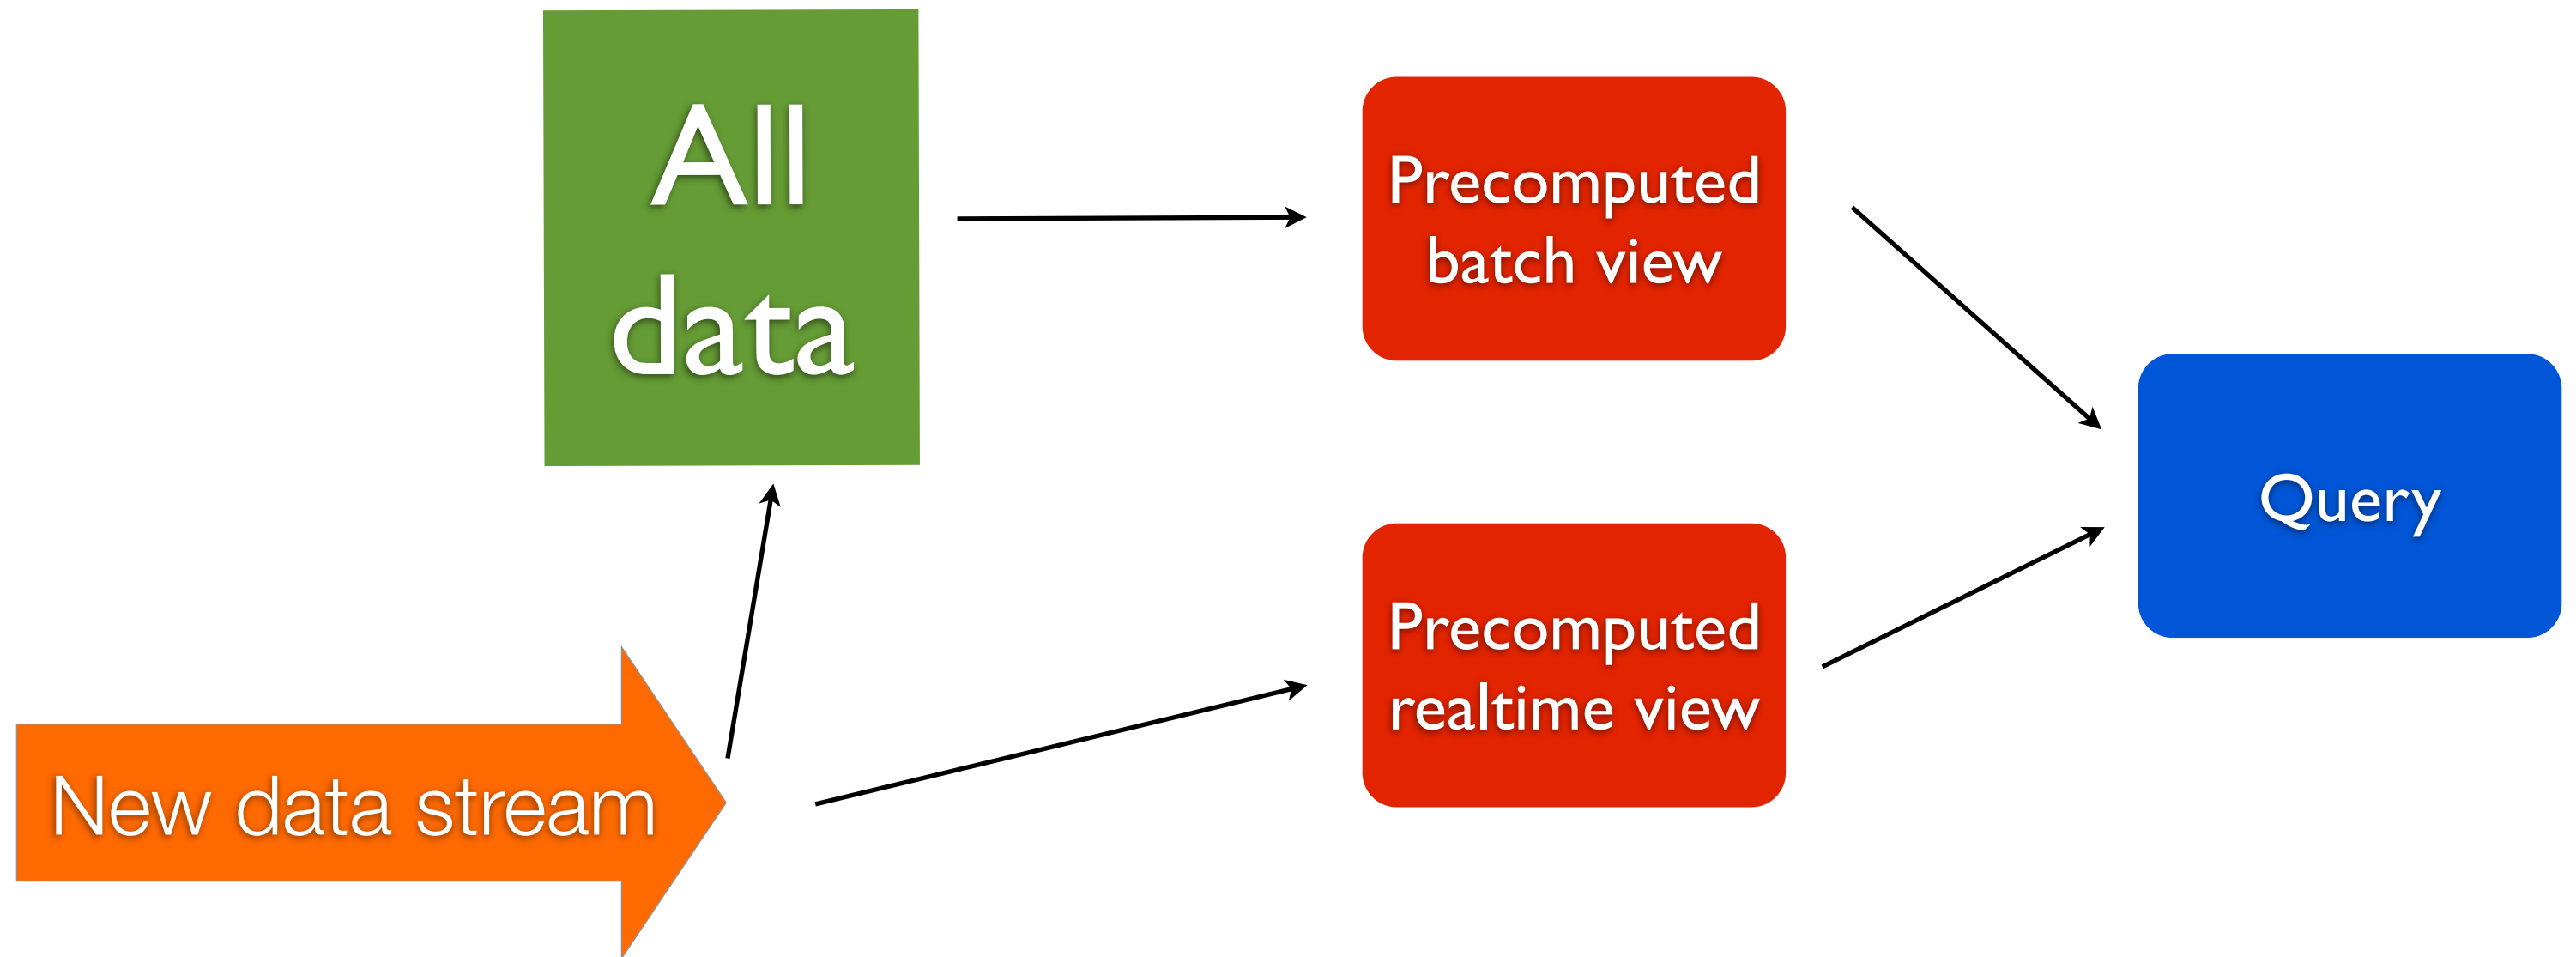 All
data
Precomputed
batch view
Query
Precomputed
realtime view
New data stream